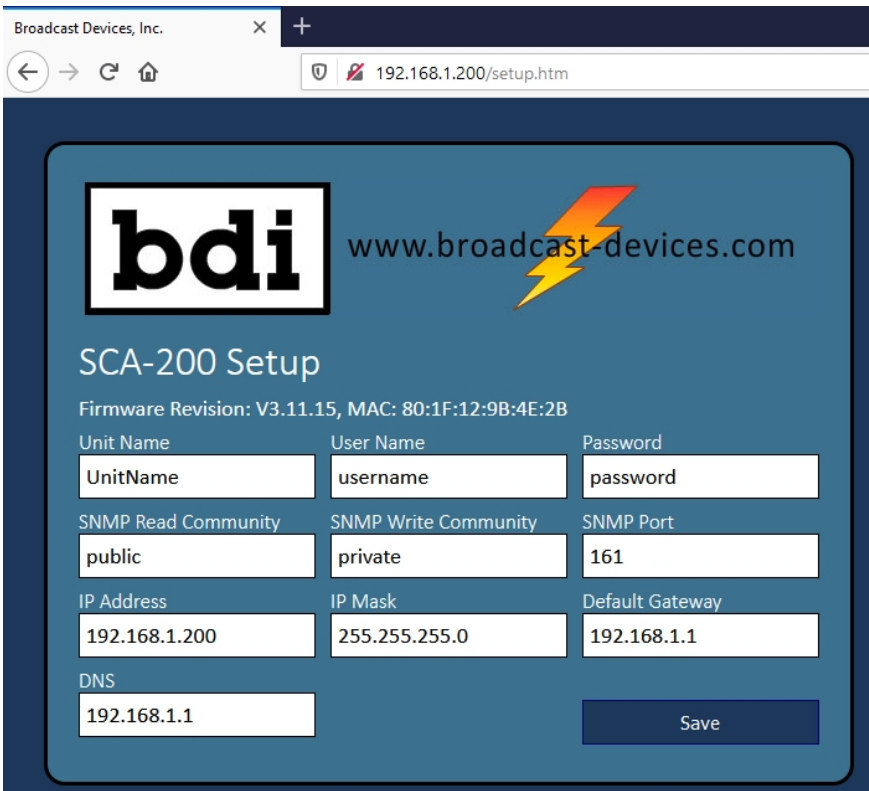 Broadcast Devices, Inc.
192.168.1.200/setup.htm
bdi www.broadcast-devices.com
SCA-200 Setup
Firmware Revision: V3.11.15, MAC: 80:1F:12:9B:4E:2B
Unit Name User Name Password
UnitName username password
SNMP Read Community SNMP Write Community SNMP Port
public private 161
IP Address IP Mask Default Gateway
192.168.1.200 255.255.255.0 192.168.1.1
DNS
192.168.1.1 Save